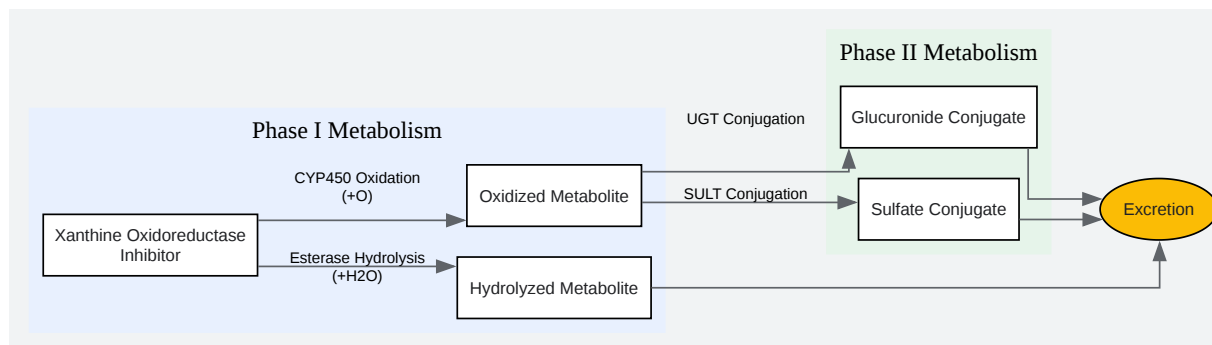 Phase II Metabolism
Phase I Metabolism
UGT Conjugation
Glucuronide Conjugate
CYP450 Oxidation
(+O)
Oxidized Metabolite
SULT Conjugation
Sulfate Conjugate
Excretion
Xanthine Oxidoreductase
Inhibitor
Esterase Hydrolysis
(+H2O)
Hydrolyzed Metabolite